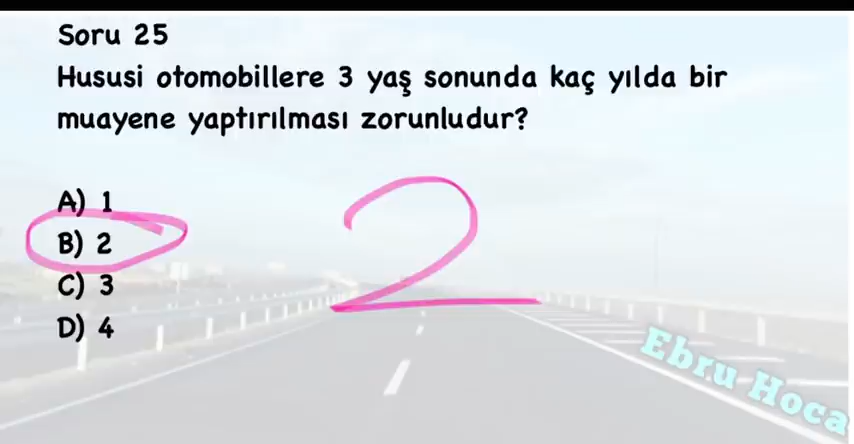 Soru 25
Hususi otomobillere 3 yaş sonunda kaç yılda bir
muayene yaptırılması zorunludur?
A) 1
B) 2
C) 3
D) 4
2
Ebru Hoca